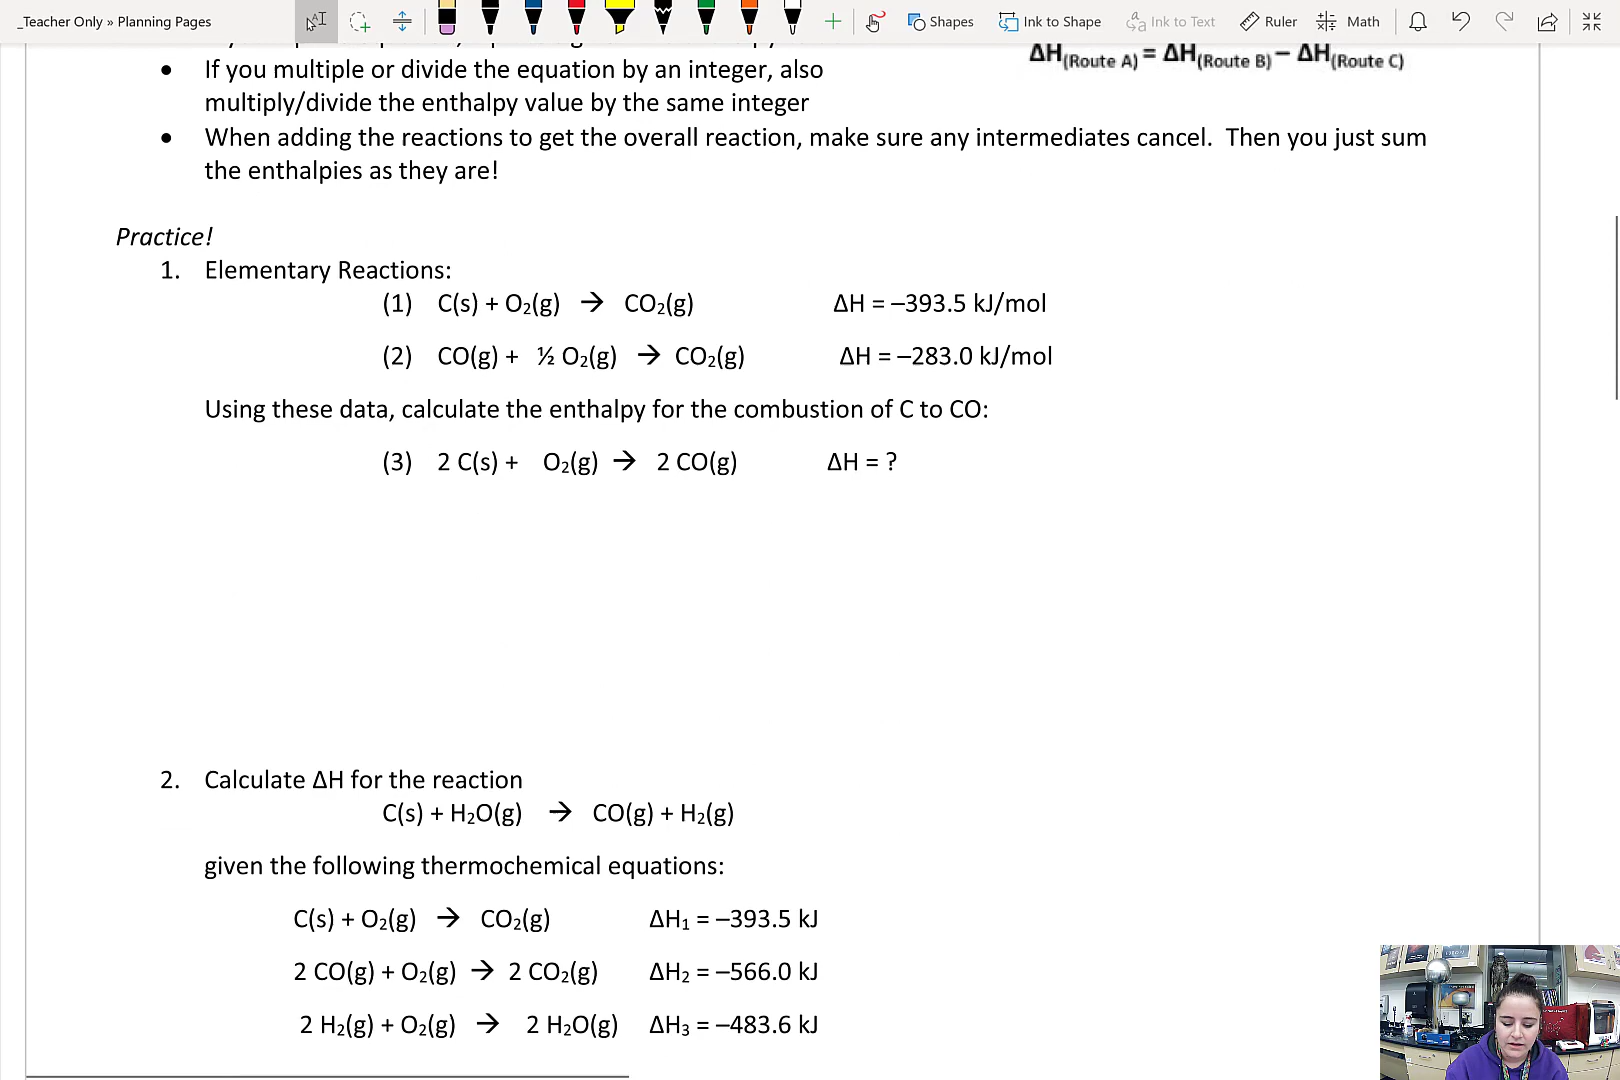 _Teacher Only » Planning Pages
Shapes Ink to Shape Ink to Text Ruler Math
ΔH(Route A) = ΔH(Route B) − ΔH(Route C)
• If you multiple or divide the equation by an integer, also
multiply/divide the enthalpy value by the same integer
• When adding the reactions to get the overall reaction, make sure any intermediates cancel. Then you just sum
the enthalpies as they are!
Practice!
1. Elementary Reactions:
(1) C(s) + O₂(g) → CO₂(g) ΔH = –393.5 kJ/mol
(2) CO(g) + ½ O₂(g) → CO₂(g) ΔH = –283.0 kJ/mol
Using these data, calculate the enthalpy for the combustion of C to CO:
(3) 2 C(s) + O₂(g) → 2 CO(g) ΔH = ?
2. Calculate ΔH for the reaction
C(s) + H₂O(g) → CO(g) + H₂(g)
given the following thermochemical equations:
C(s) + O₂(g) → CO₂(g) ΔH₁ = –393.5 kJ
2 CO(g) + O₂(g) → 2 CO₂(g) ΔH₂ = –566.0 kJ
2 H₂(g) + O₂(g) → 2 H₂O(g) ΔH₃ = –483.6 kJ